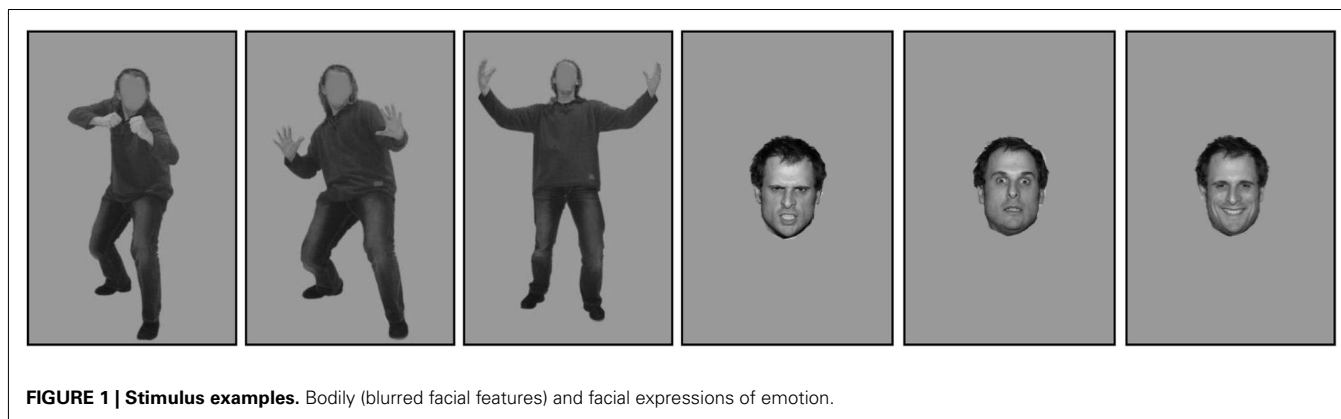 FIGURE 1 | Stimulus examples. Bodily (blurred facial features) and facial expressions of emotion.